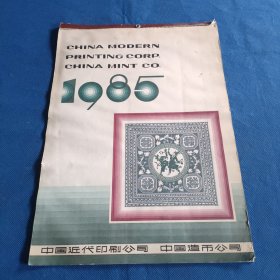 CHINA MODERN
PRINTING CORP.
CHINA MINT CO.
1985
中国近代印刷公司 中国造币公司